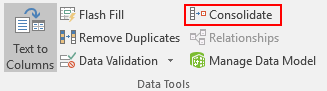 Text to
Columns
Flash Fill
Remove Duplicates
Data Validation
Consolidate
Relationships
Manage Data Model
Data Tools